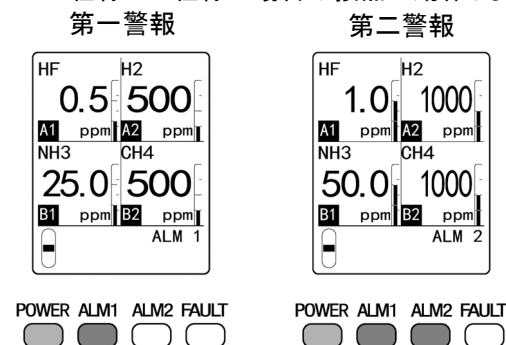 第一警報
HF H2
0.5 500
A1 ppm A2 ppm
NH3 CH4
25.0 500
B1 ppm B2 ppm
ALM 1
POWER ALM1 ALM2 FAULT
第二警報
HF H2
1.0 1000
A1 ppm A2 ppm
NH3 CH4
50.0 1000
B1 ppm B2 ppm
ALM 2
POWER ALM1 ALM2 FAULT